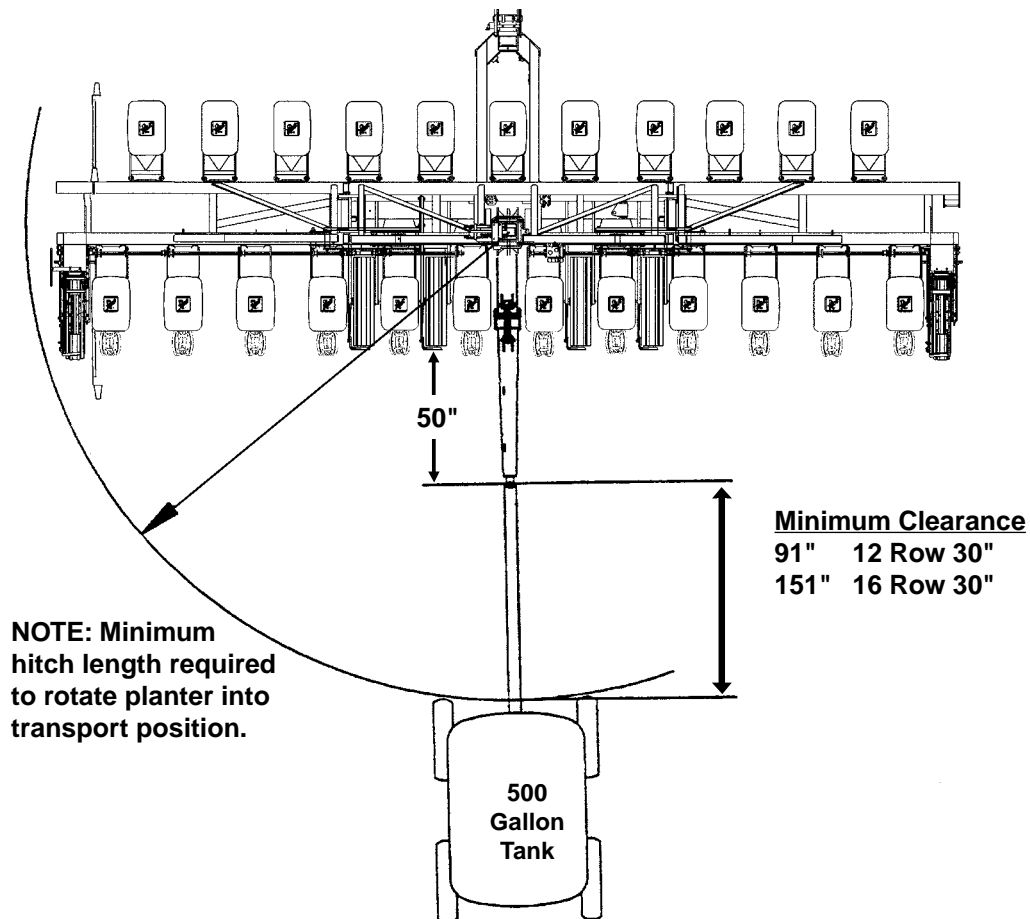 50"
Minimum Clearance
91" 12 Row 30"
151" 16 Row 30"
NOTE: Minimum
hitch length required
to rotate planter into
transport position.
500
Gallon
Tank